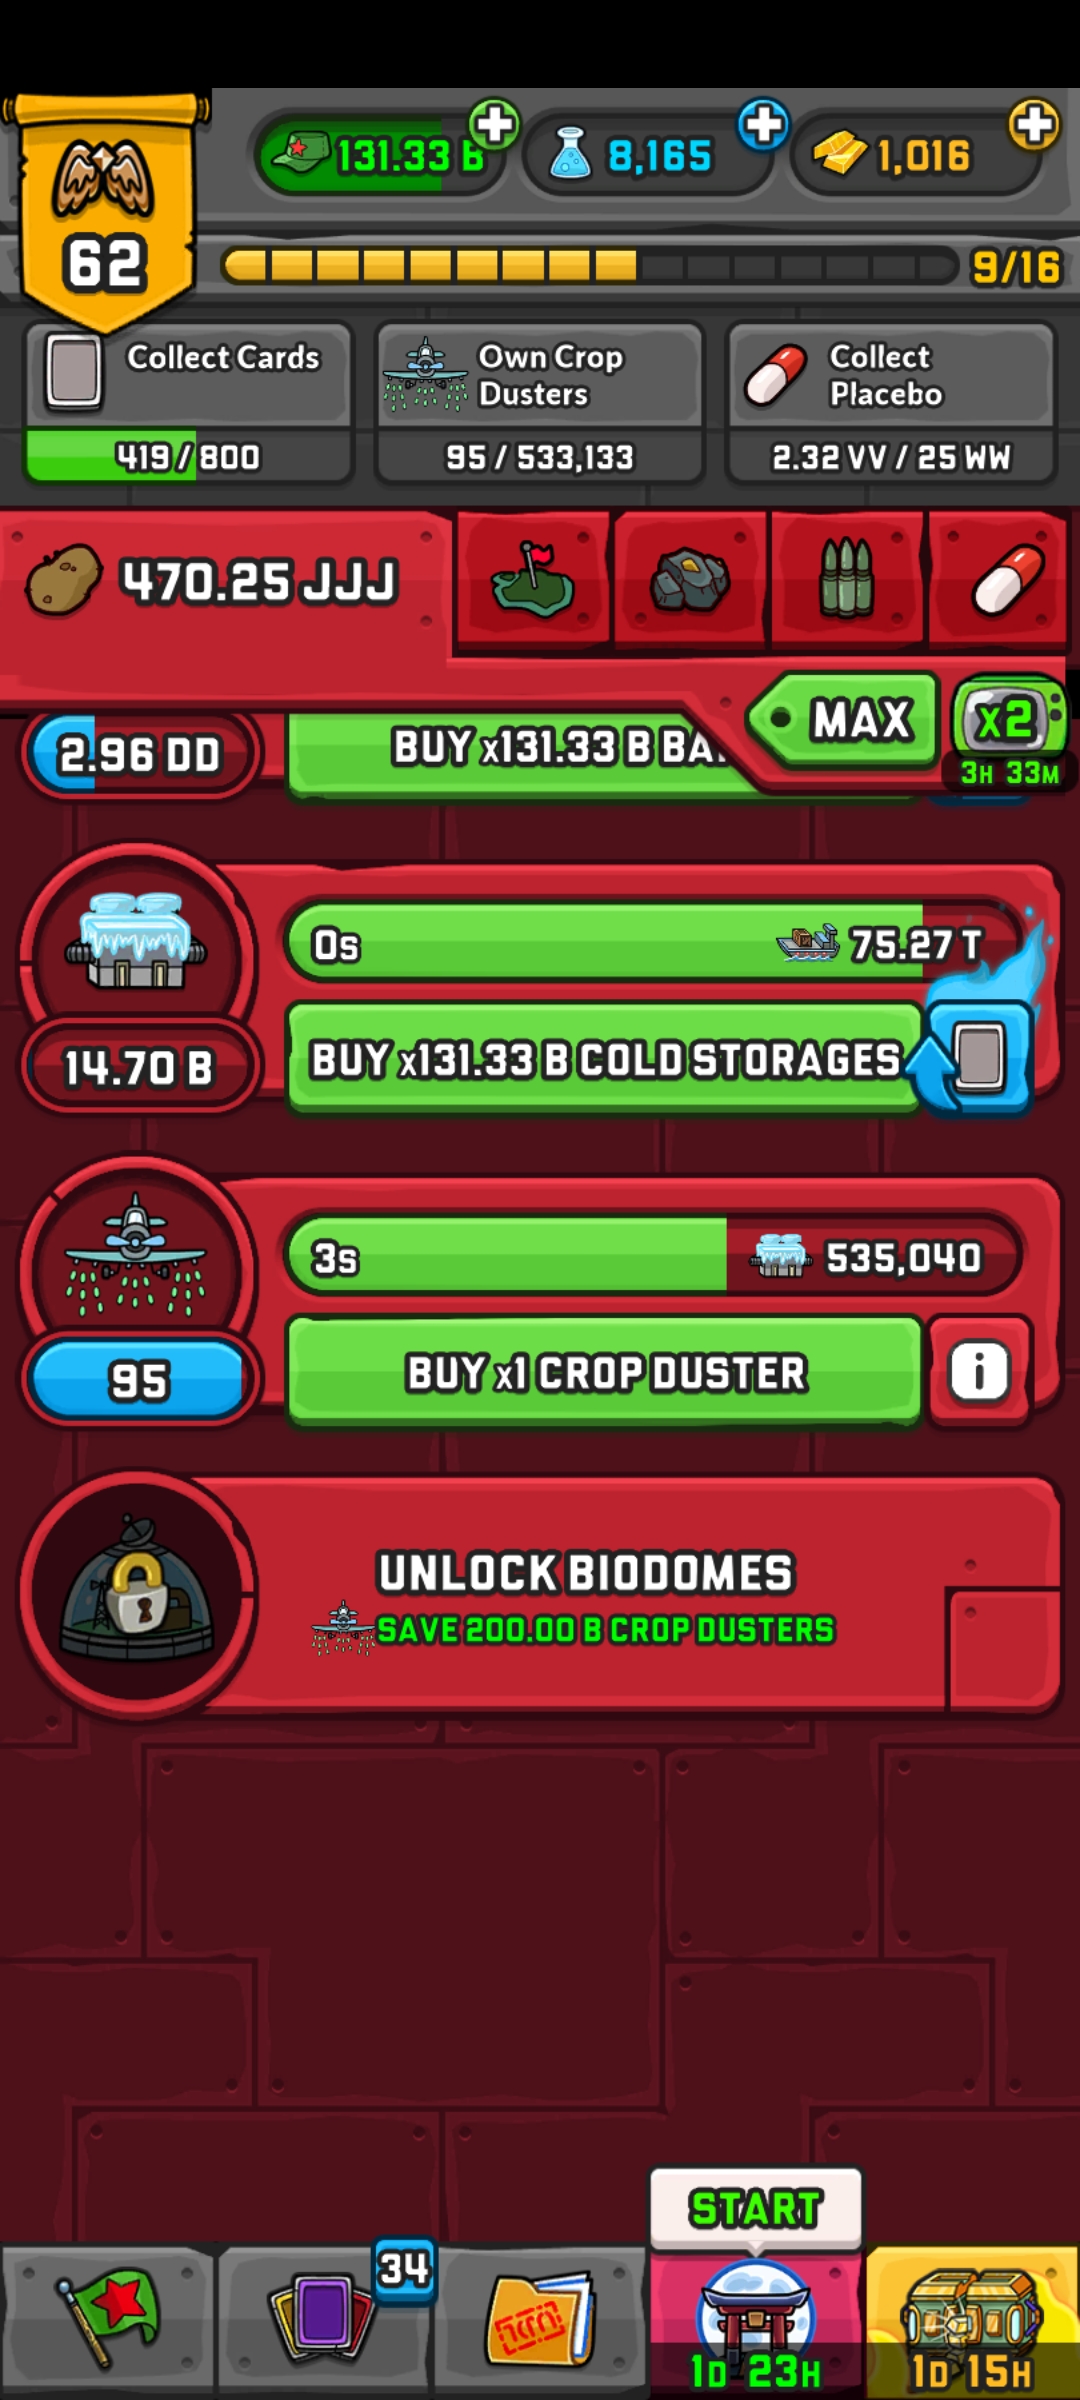 131.33 B
8,165
1,016
62
9/16
Collect Cards
419 / 800
Own Crop
Dusters
95 / 533,133
Collect
Placebo
2.32 VV / 25 WW
470.25 JJJ
MAX
x2
3H 33M
2.96 DD
BUY x131.33 B BA
0s
75.27 T
14.70 B
BUY x131.33 B COLD STORAGES
3s
535,040
95
BUY x1 CROP DUSTER
i
UNLOCK BIODOMES
SAVE 200.00 B CROP DUSTERS
START
34
1D 23H
1D 15H